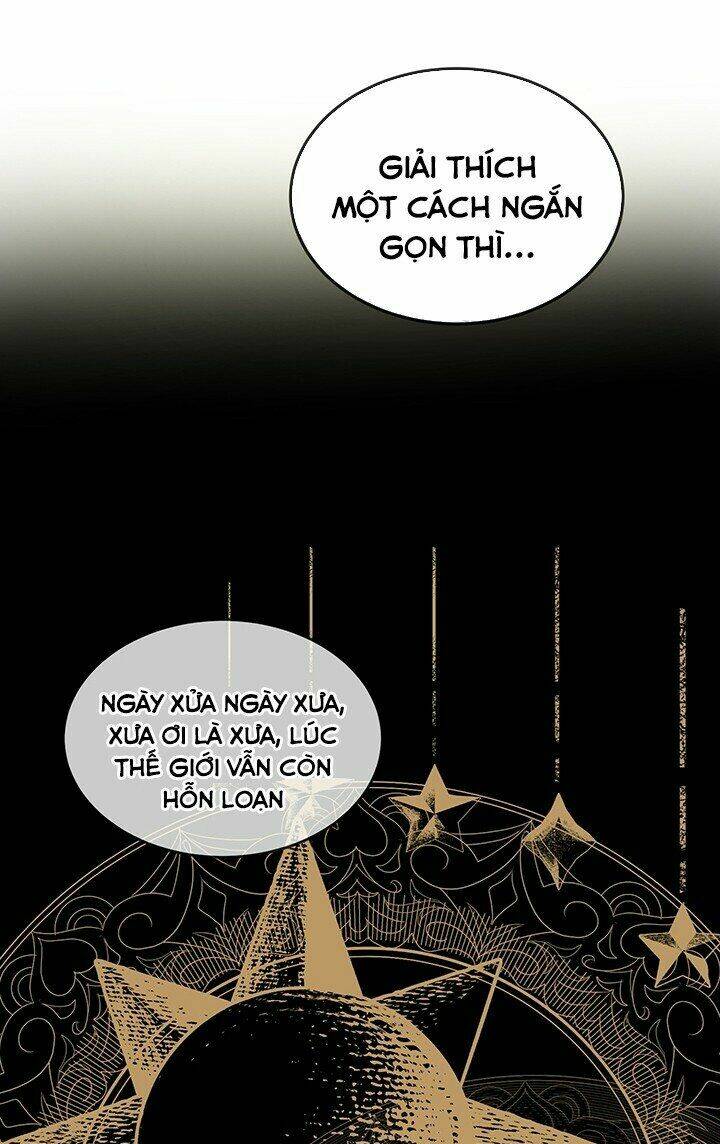 GIẢI THÍCH
MỘT CÁCH NGẮN
GỌN THÌ...
NGÀY XỬA NGÀY XƯA,
XƯA ƠI LÀ XƯA, LÚC
THẾ GIỚI VẪN CÒN
HỖN LOẠN